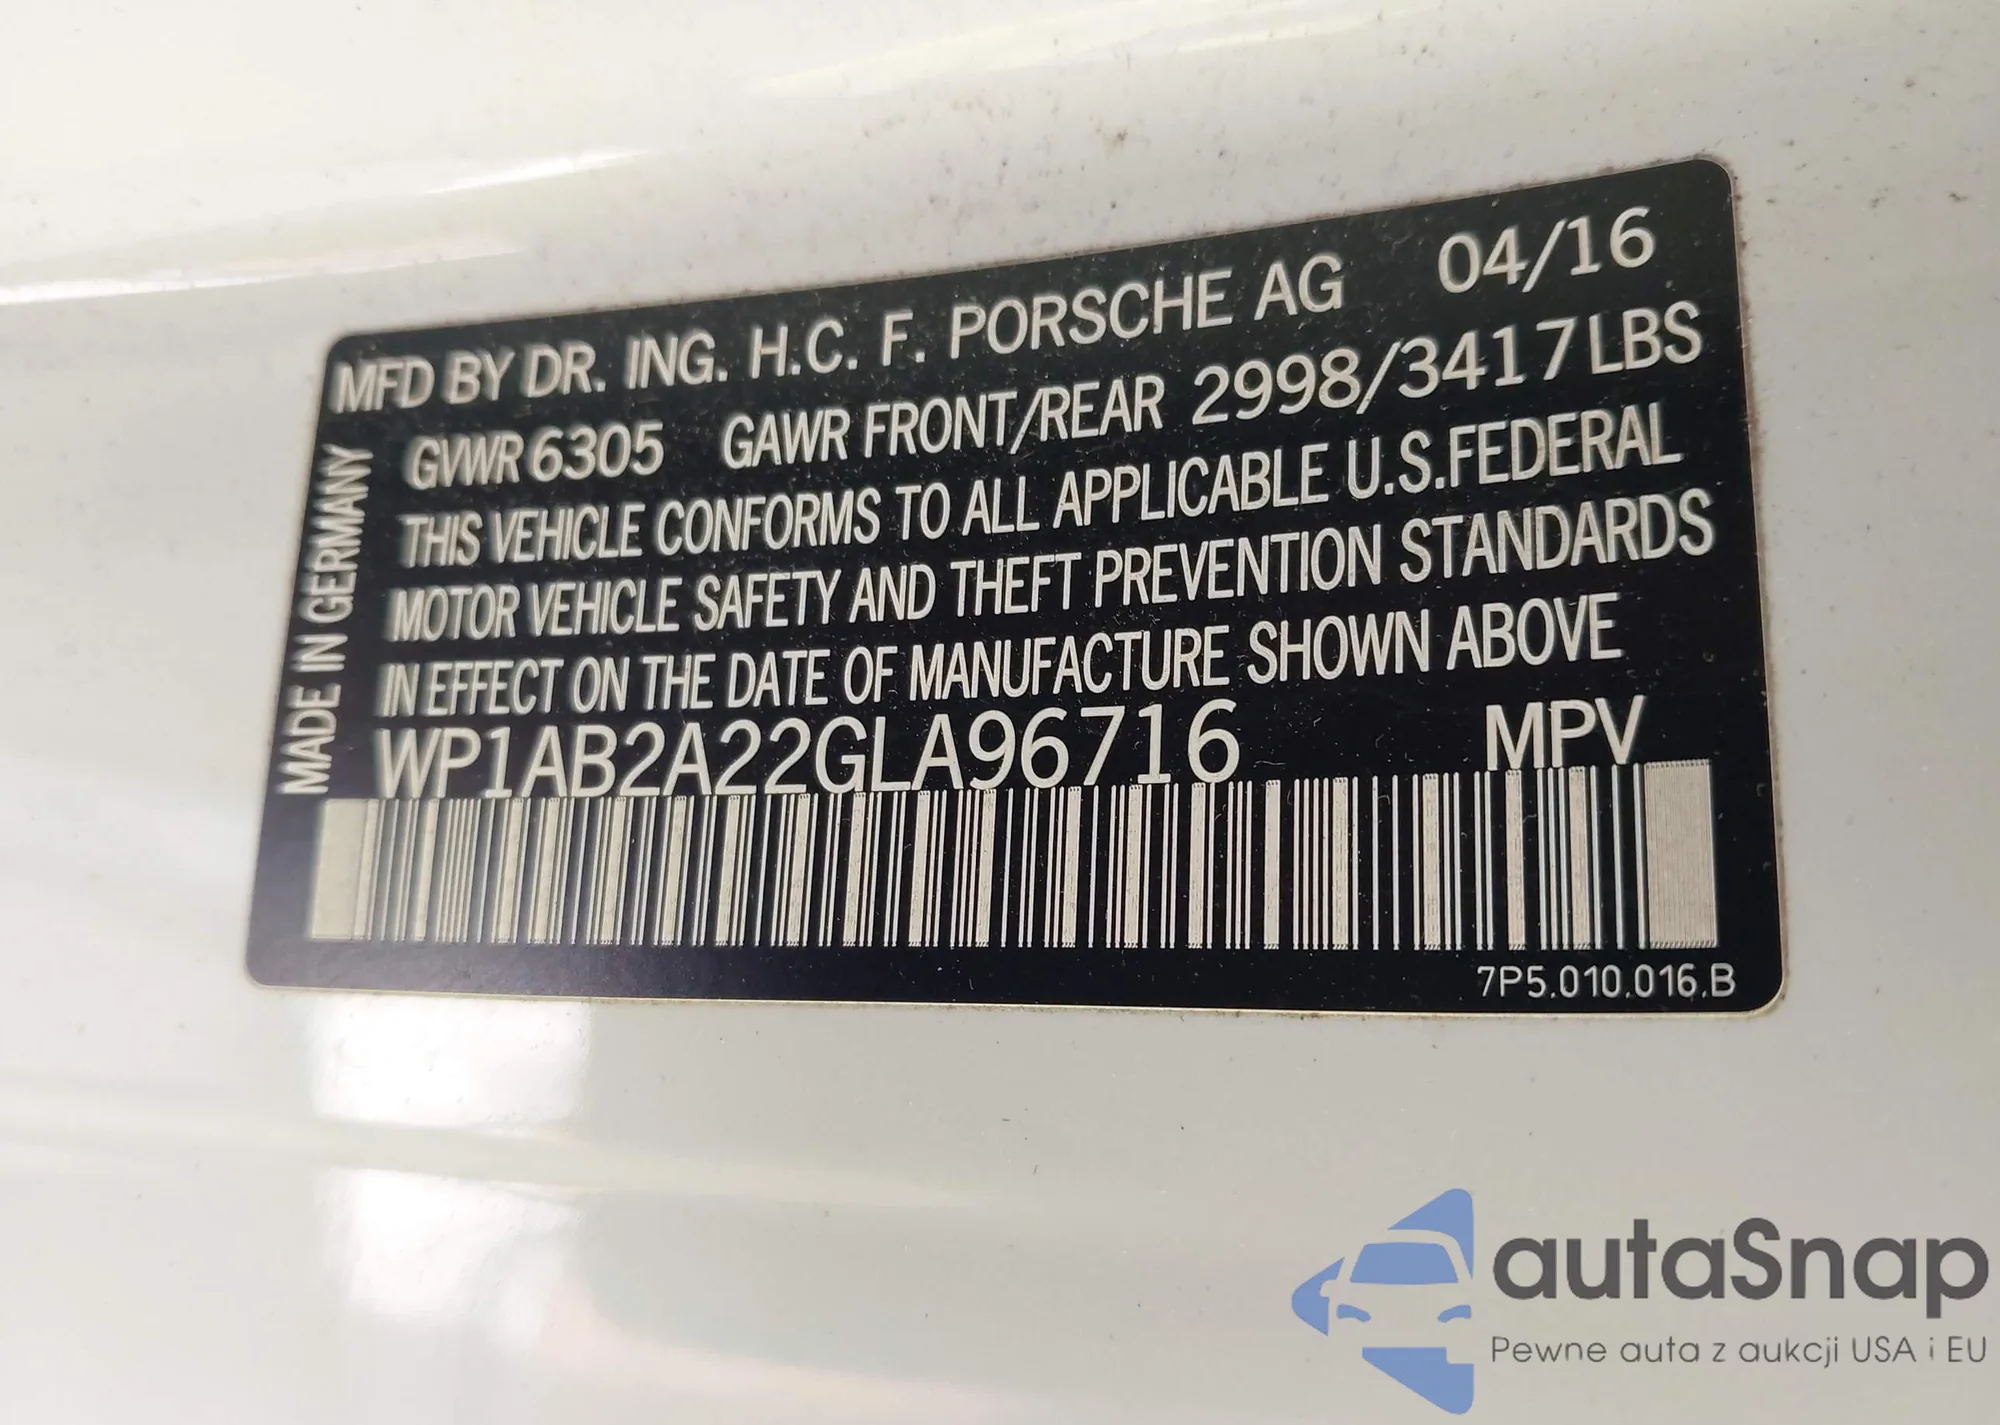 MFD BY DR. ING. H.C. F. PORSCHE AG 04/16
GVWR 6305 GAWR FRONT/REAR 2998/3417LBS
THIS VEHICLE CONFORMS TO ALL APPLICABLE U.S.FEDERAL
MOTOR VEHICLE SAFETY AND THEFT PREVENTION STANDARDS
IN EFFECT ON THE DATE OF MANUFACTURE SHOWN ABOVE
WP1AB2A22GLA96716 MPV
MADE IN GERMANY
7P5.010.016.B
autaSnap
Pewne auta z aukcji USA i EU